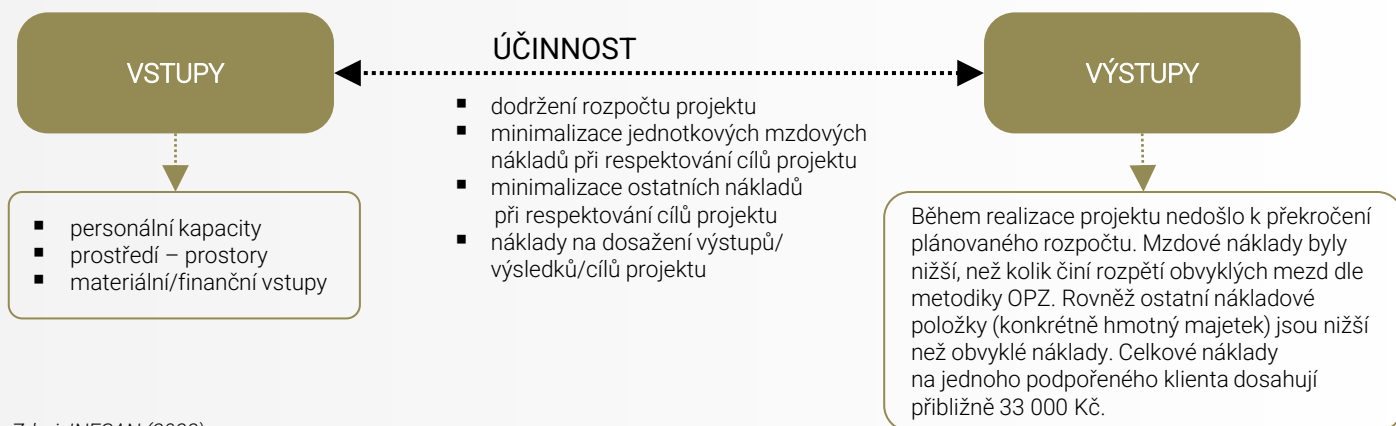 VSTUPY
ÚČINNOST
VÝSTUPY
▪ dodržení rozpočtu projektu
▪ minimalizace jednotkových mzdových
nákladů při respektování cílů projektu
▪ minimalizace ostatních nákladů
při respektování cílů projektu
▪ náklady na dosažení výstupů/
výsledků/cílů projektu
▪ personální kapacity
▪ prostředí – prostory
▪ materiální/finanční vstupy
Během realizace projektu nedošlo k překročení
plánovaného rozpočtu. Mzdové náklady byly
nižší, než kolik činí rozpětí obvyklých mezd dle
metodiky OPZ. Rovněž ostatní nákladové
položky (konkrétně hmotný majetek) jsou nižší
než obvyklé náklady. Celkové náklady
na jednoho podpořeného klienta dosahují
přibližně 33 000 Kč.